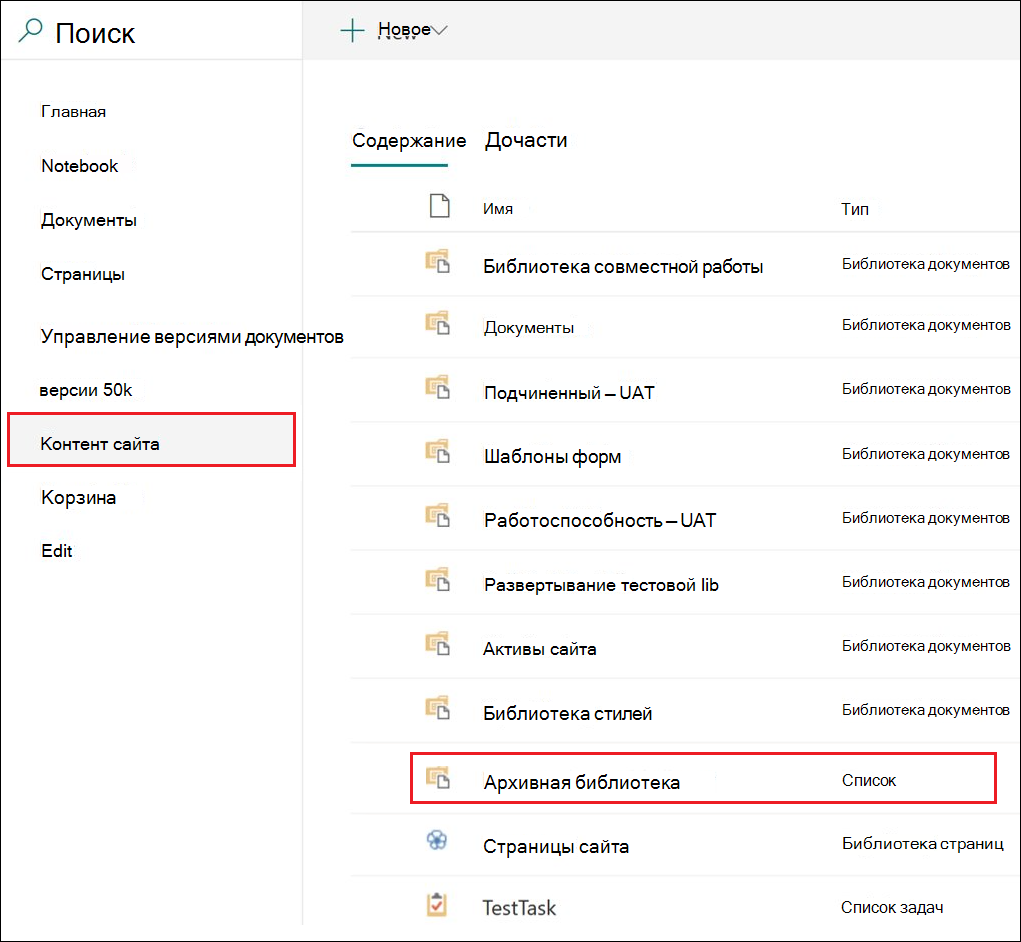 Поиск
Новое
Главная
Notebook
Документы
Страницы
Управление версиями документов
версии 50k
Контент сайта
Корзина
Edit
Содержание Дочасти
Имя Тип
Библиотека совместной работы Библиотека документов
Документы Библиотека документов
Подчиненный – UAT Библиотека документов
Шаблоны форм Библиотека документов
Работоспособность – UAT Библиотека документов
Развертывание тестовой lib Библиотека документов
Активы сайта Библиотека документов
Библиотека стилей Библиотека документов
Архивная библиотека Список
Страницы сайта Библиотека страниц
TestTask Список задач